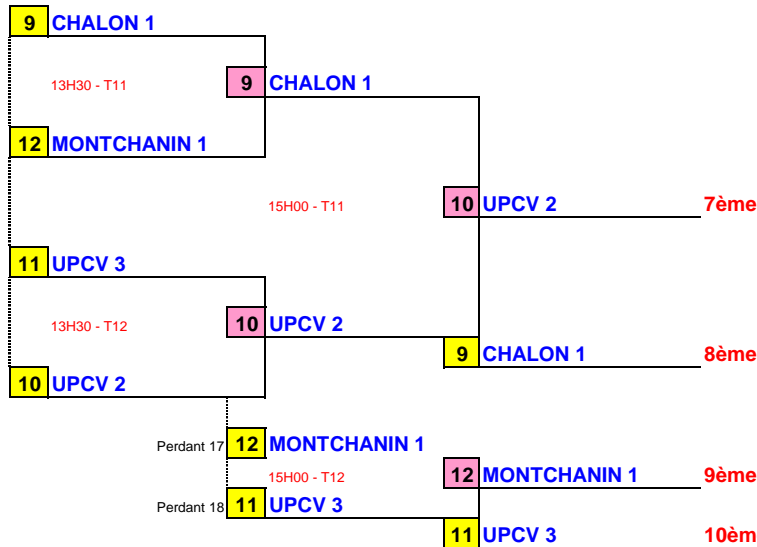 9 CHALON 1
13H30 - T11
9 CHALON 1
12 MONTCHANIN 1
15H00 - T11
10 UPCV 2 7ème
11 UPCV 3
13H30 - T12
10 UPCV 2
9 CHALON 1 8ème
10 UPCV 2
Perdant 17 12 MONTCHANIN 1
15H00 - T12
12 MONTCHANIN 1 9ème
Perdant 18 11 UPCV 3
11 UPCV 3 10èm